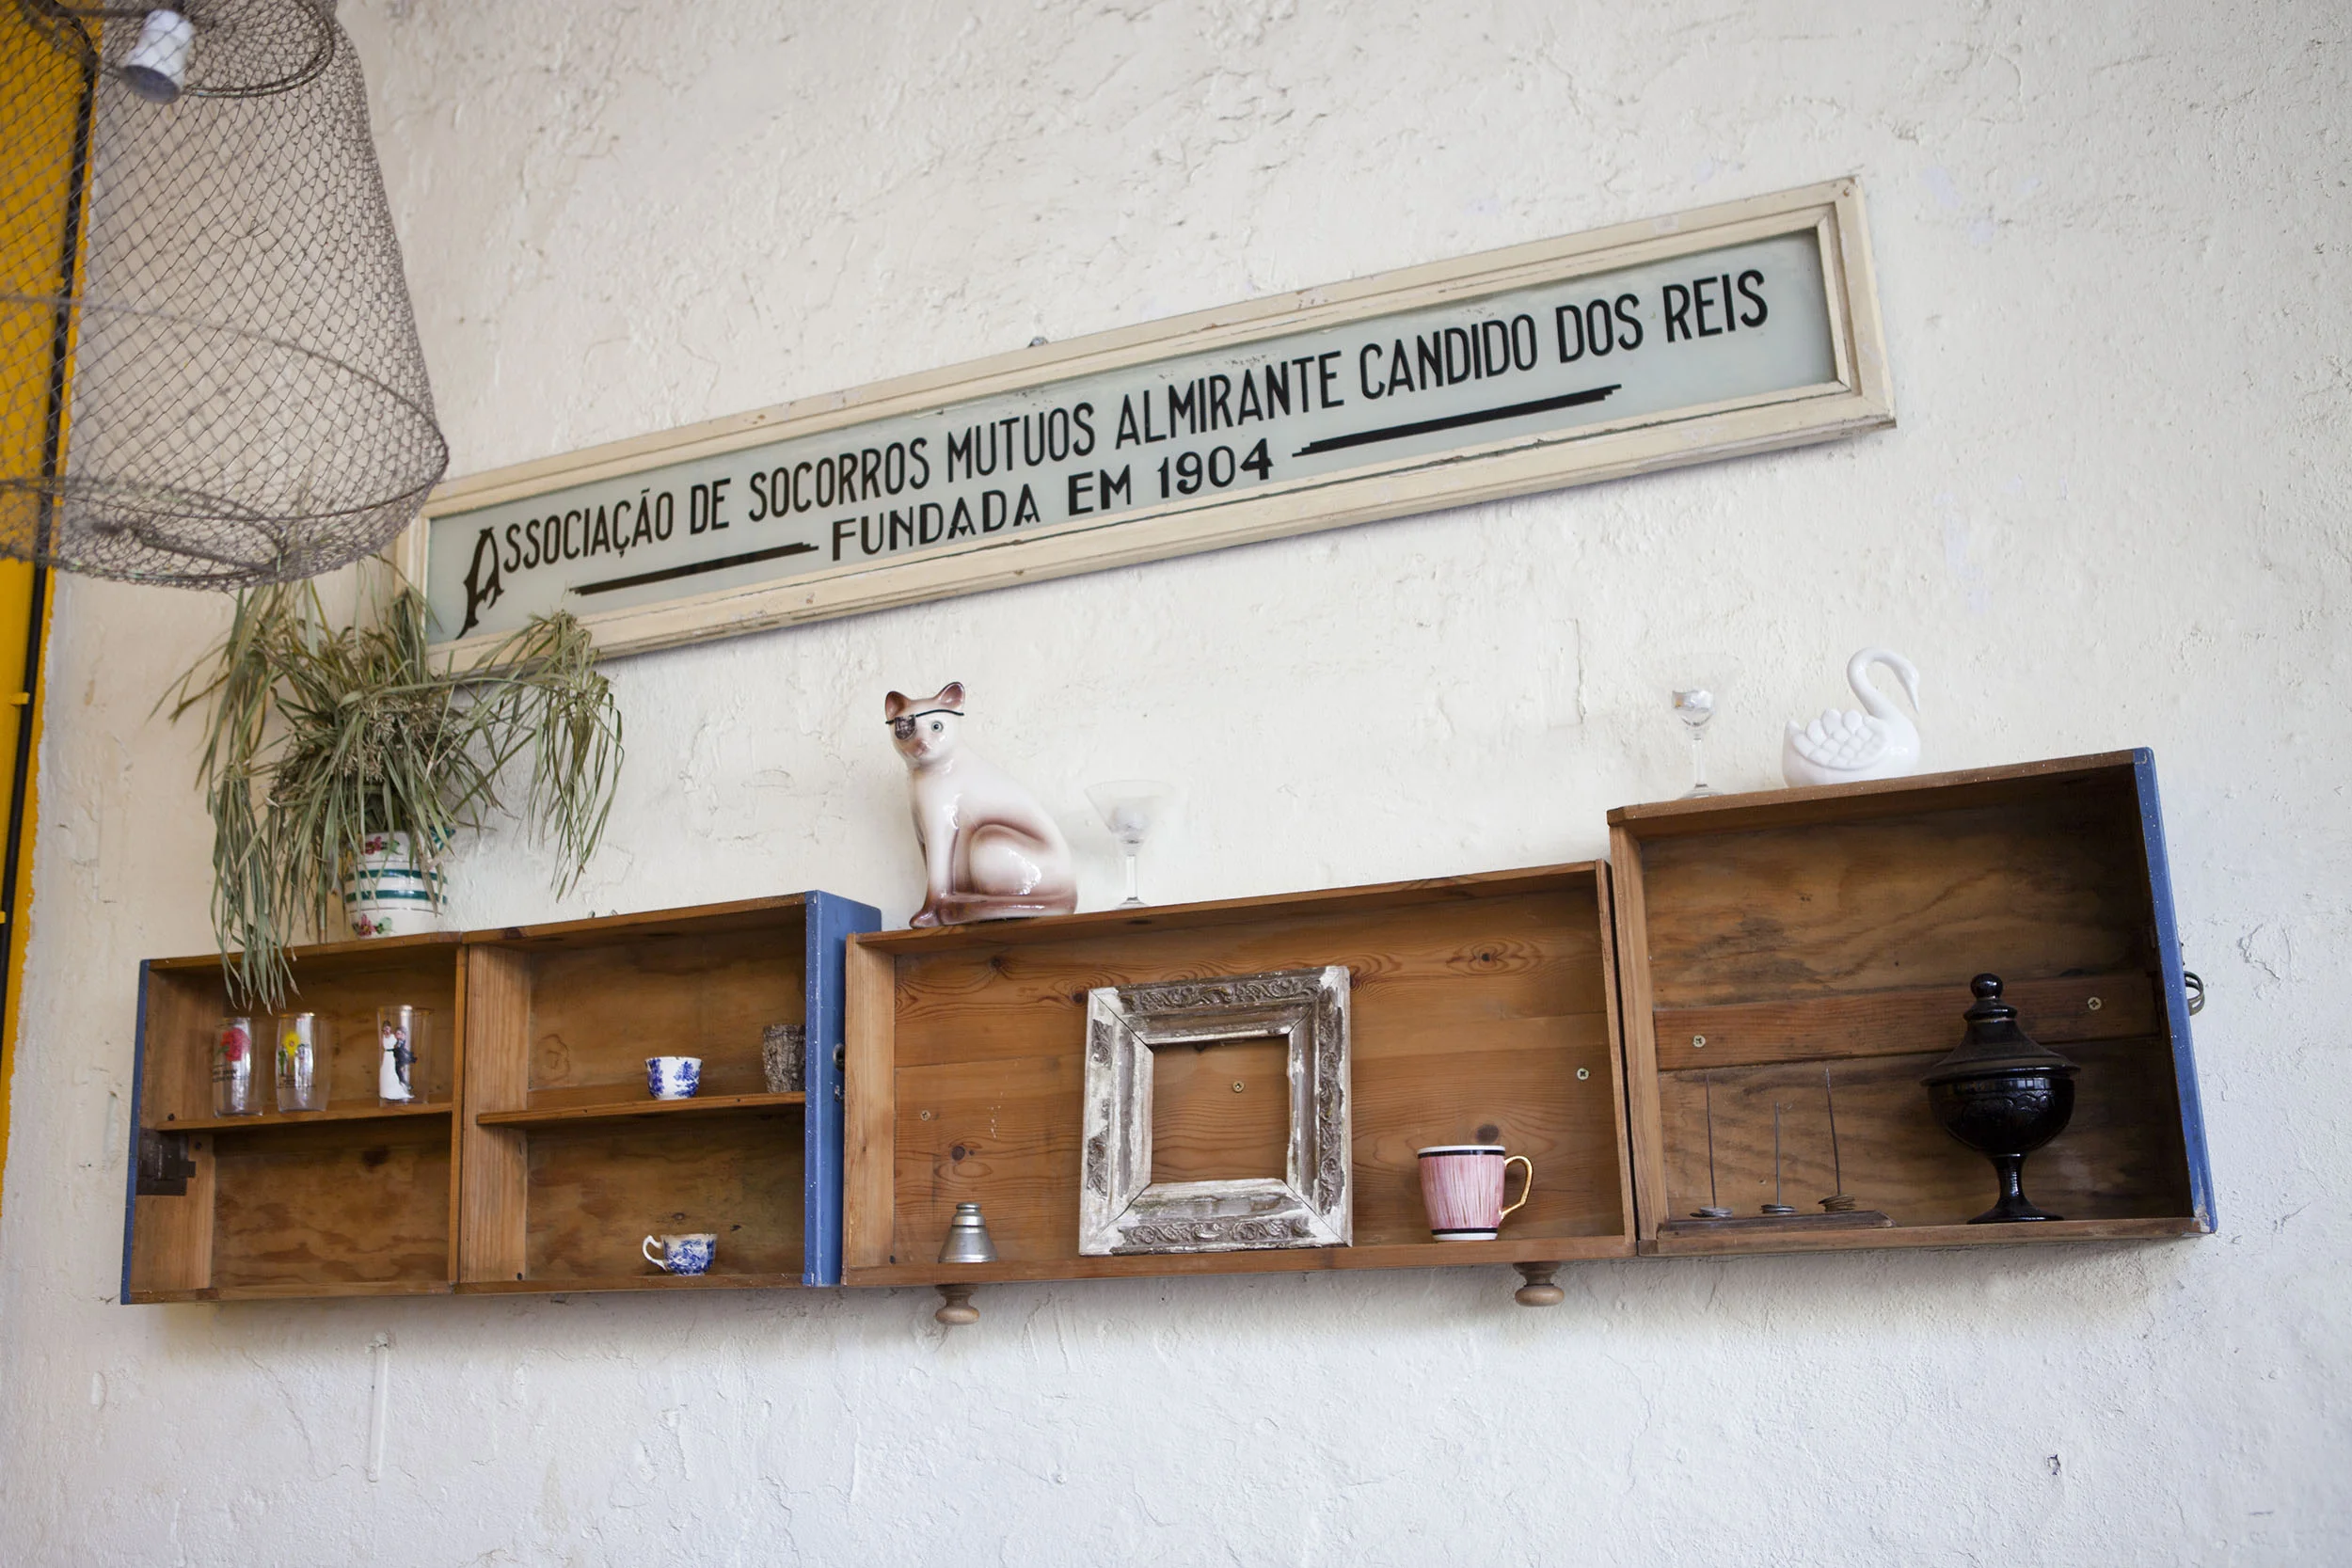 ASSOCIAÇÃO DE SOCORROS MUTUOS ALMIRANTE CANDIDO DOS REIS
FUNDADA EM 1904